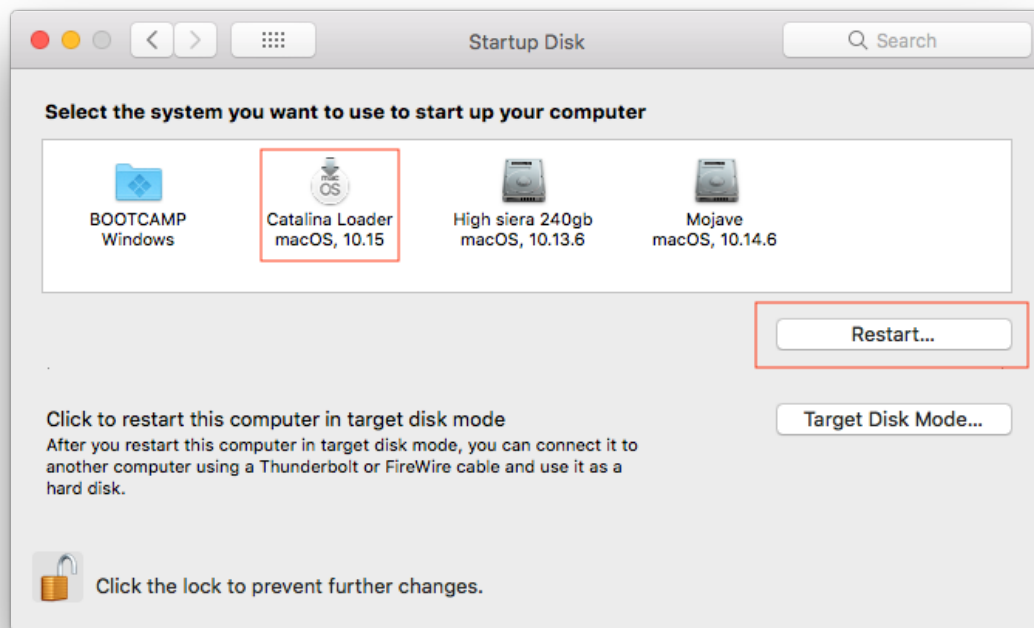 Startup Disk
Search
Select the system you want to use to start up your computer
BOOTCAMP
Windows
mac
OS
Catalina Loader
macOS, 10.15
High siera 240gb
macOS, 10.13.6
Mojave
macOS, 10.14.6
Restart...
Click to restart this computer in target disk mode
After you restart this computer in target disk mode, you can connect it to
another computer using a Thunderbolt or FireWire cable and use it as a
hard disk.
Target Disk Mode...
Click the lock to prevent further changes.